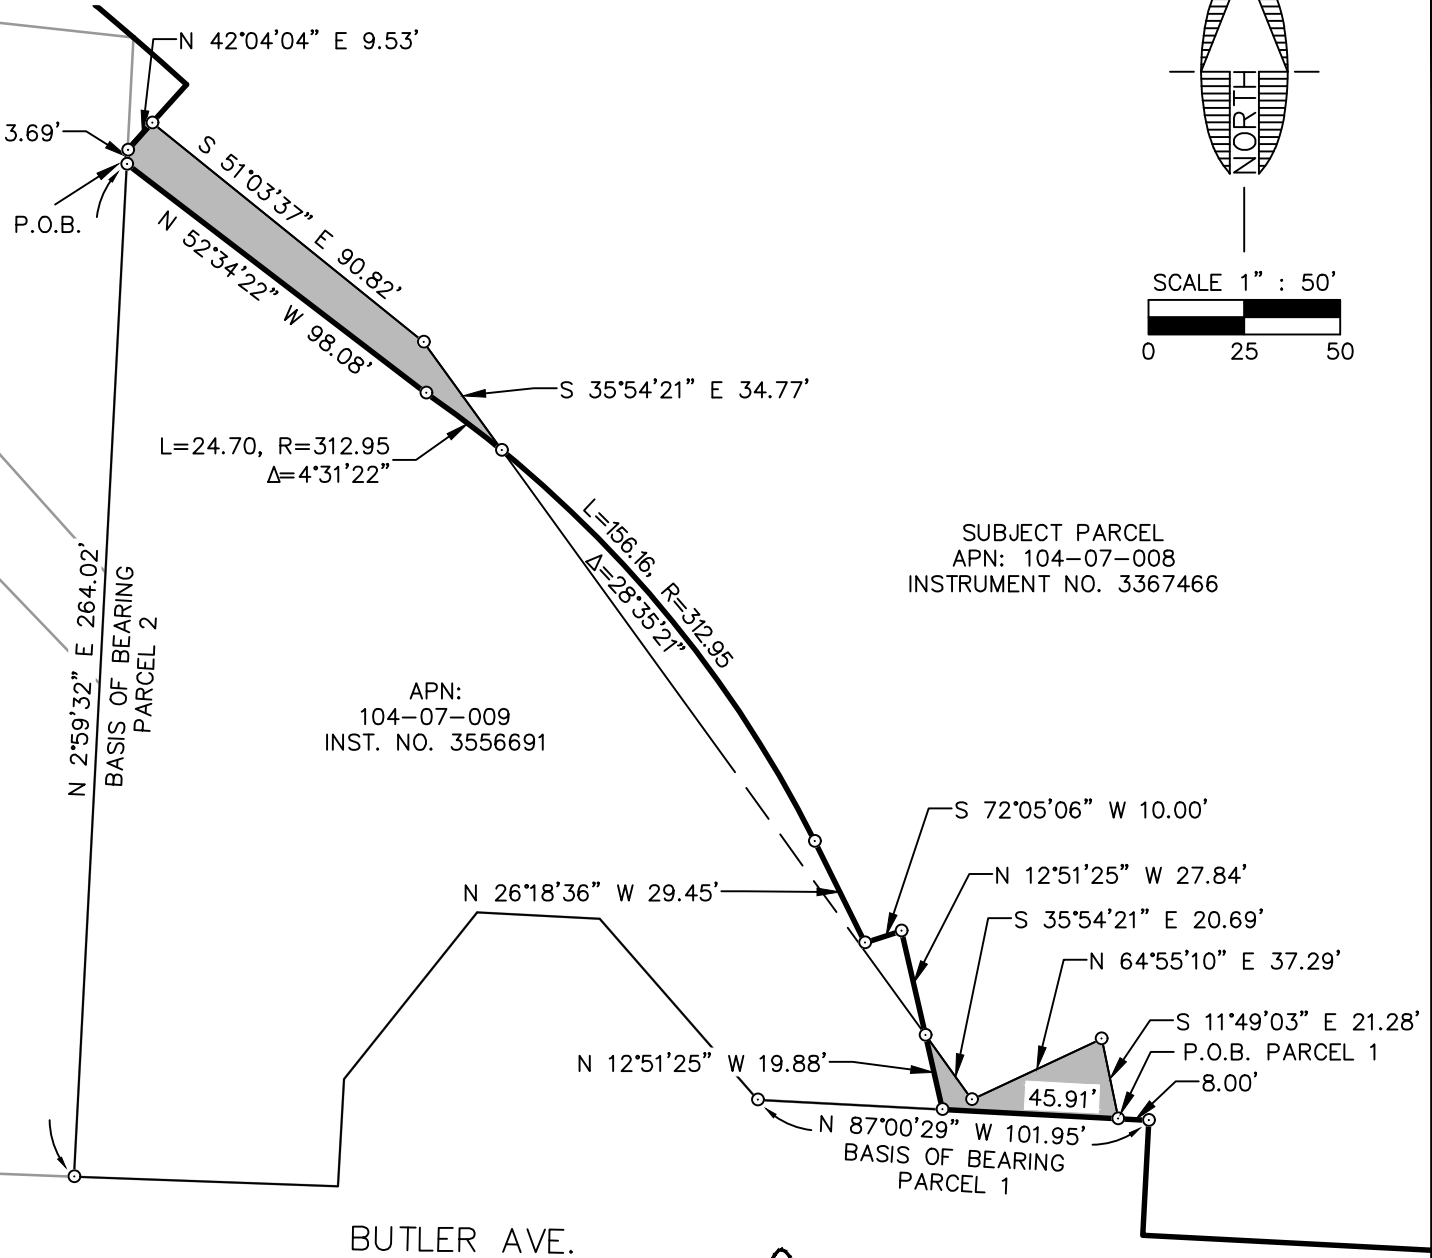 N 42°04'04" E 9.53'
NORTH
3.69'
S 51°03'37" E 90.82'
P.O.B.
N 52°34'22" W 98.08'
SCALE 1" : 50'
0 25 50
S 35°54'21" E 34.77'
L=24.70, R=312.95
Δ=4°31'22"
L=156.16, R=312.95
Δ=28°35'21"
SUBJECT PARCEL
APN: 104-07-008
INSTRUMENT NO. 3367466
N 2°59'32" E 264.02'
BASIS OF BEARING
PARCEL 2
APN:
104-07-009
INST. NO. 3556691
S 72°05'06" W 10.00'
N 12°51'25" W 27.84'
N 26°18'36" W 29.45'
S 35°54'21" E 20.69'
N 64°55'10" E 37.29'
S 11°49'03" E 21.28'
P.O.B. PARCEL 1
N 12°51'25" W 19.88'
8.00'
45.91'
N 87°00'29" W 101.95'
BASIS OF BEARING
PARCEL 1
BUTLER AVE.